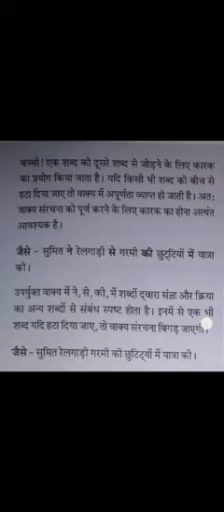 बच्चो! एक शब्द को दूसरे शब्द से जोड़ने के लिए कारक
का प्रयोग किया जाता है। यदि किसी भी शब्द को बीच से
हटा दिया जाए तो वाक्य में अपूर्णता व्याप्त हो जाती है। अतः
वाक्य संरचना को पूर्ण करने के लिए कारक का होना अत्यंत
आवश्यक है।
जैसे - सुमित ने रेलगाड़ी से गरमी की छुट्टियों में यात्रा
की।
उपर्युक्त वाक्य में ने, से, की, में शब्दों द्वारा संज्ञा और क्रिया
का अन्य शब्दों से संबंध स्पष्ट होता है। इनमें से एक भी
शब्द यदि हटा दिया जाए, तो वाक्य संरचना बिगड़ जाएगी।
जैसे - सुमित रेलगाड़ी गरमी की छुट्टियों में यात्रा की।